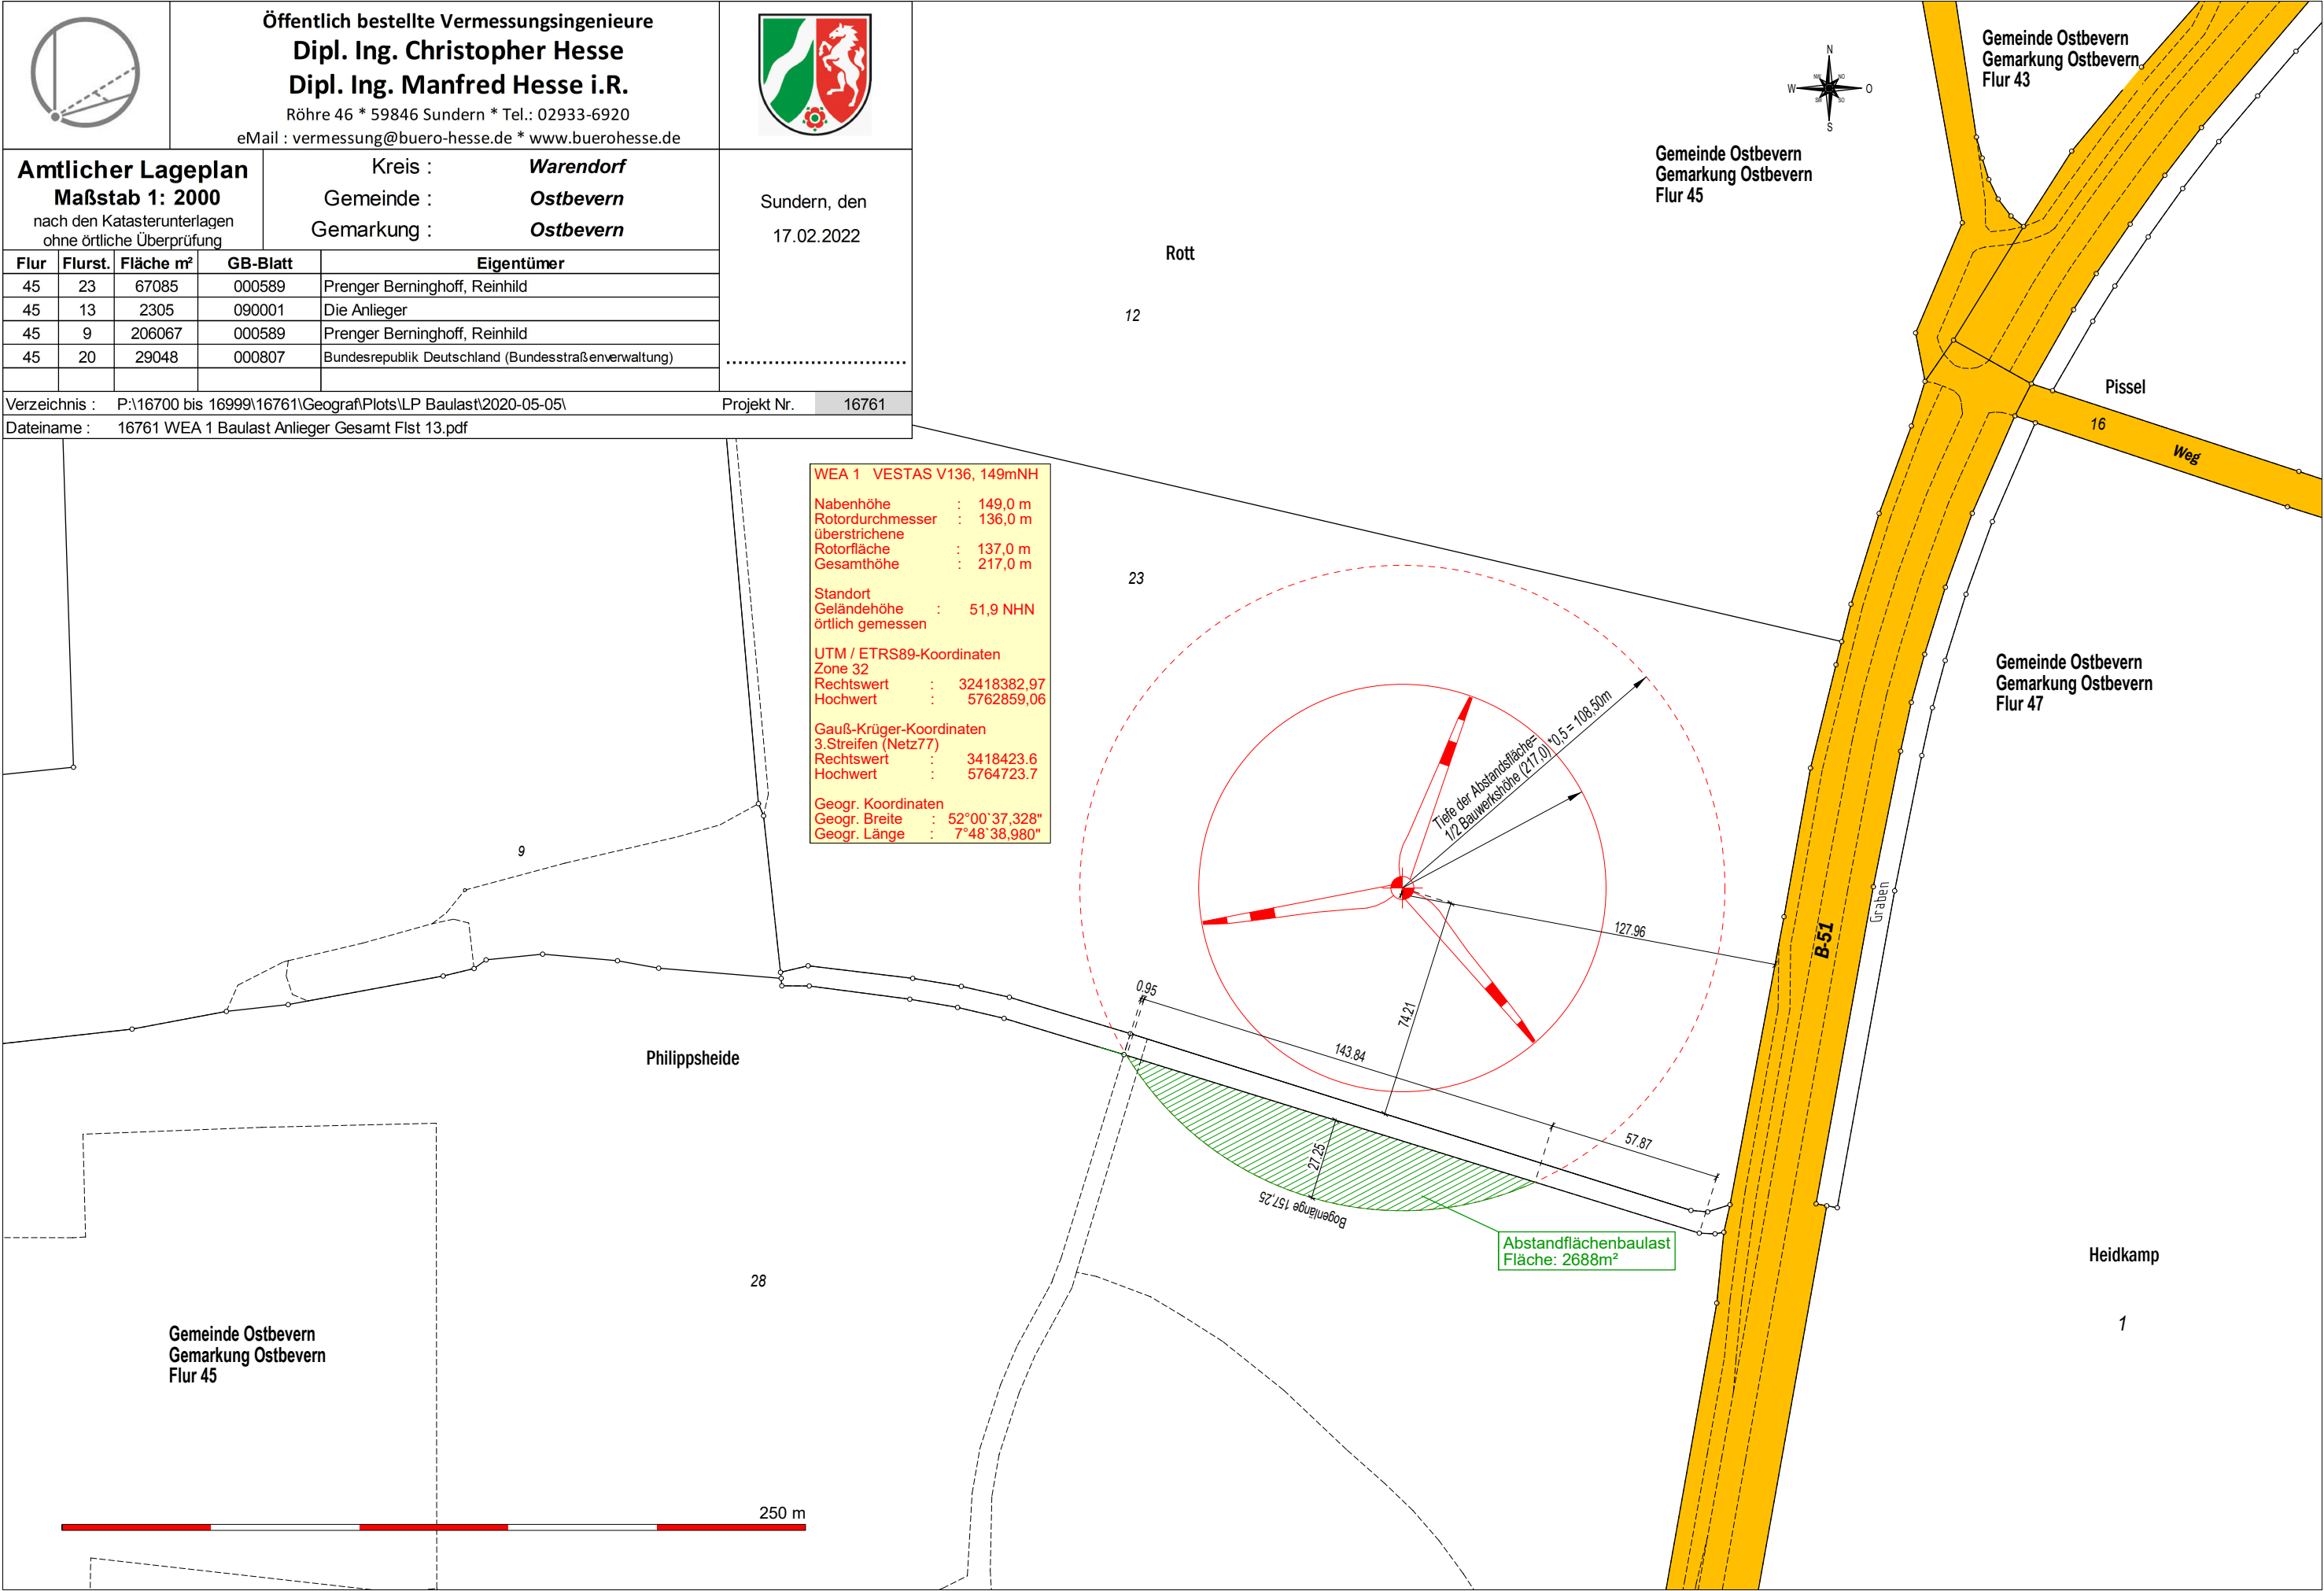 Öffentlich bestellte Vermessungsingenieure
Dipl. Ing. Christopher Hesse
Dipl. Ing. Manfred Hesse i.R.
Röhre 46 * 59846 Sundern * Tel.: 02933-6920
eMail : vermessung@buero-hesse.de * www.buerohesse.de
Amtlicher Lageplan
Maßstab 1: 2000
nach den Katasterunterlagen
ohne örtliche Überprüfung
Kreis : Warendorf
Gemeinde : Ostbevern
Gemarkung : Ostbevern
Sundern, den
17.02.2022
Flur Flurst. Fläche m² GB-Blatt Eigentümer
45 23 67085 000589 Prenger Berninghoff, Reinhild
45 13 2305 090001 Die Anlieger
45 9 206067 000589 Prenger Berninghoff, Reinhild
45 20 29048 000807 Bundesrepublik Deutschland (Bundesstraßenverwaltung)
Verzeichnis : P:\16700 bis 16999\16761\Geograf\Plots\LP Baulast\2020-05-05\ Projekt Nr. 16761
Dateiname : 16761 WEA 1 Baulast Anlieger Gesamt Flst 13.pdf
N
NW NO
W O
SW SO
S
Gemeinde Ostbevern
Gemarkung Ostbevern
Flur 43
Gemeinde Ostbevern
Gemarkung Ostbevern
Flur 45
Rott
12
Pissel
16
Weg
WEA 1 VESTAS V136, 149mNH
Nabenhöhe : 149,0 m
Rotordurchmesser : 136,0 m
überstrichene
Rotorfläche : 137,0 m
Gesamthöhe : 217,0 m
Standort
Geländehöhe : 51,9 NHN
örtlich gemessen
UTM / ETRS89-Koordinaten
Zone 32
Rechtswert : 32418382,97
Hochwert : 5762859,06
Gauß-Krüger-Koordinaten
3.Streifen (Netz77)
Rechtswert : 3418423.6
Hochwert : 5764723.7
Geogr. Koordinaten
Geogr. Breite : 52°00`37,328"
Geogr. Länge : 7°48`38,980"
23
Gemeinde Ostbevern
Gemarkung Ostbevern
Flur 47
Tiefe der Abstandsfläche=
1/2 Bauwerkshöhe (217,0) *0,5 = 108,50m
9
Graben
B-51
127.96
0.95
74.21
143.84
57.87
Philippsheide
27.25
Bogenlänge 157,25
Abstandflächenbaulast
Fläche: 2688m²
Heidkamp
1
28
Gemeinde Ostbevern
Gemarkung Ostbevern
Flur 45
250 m